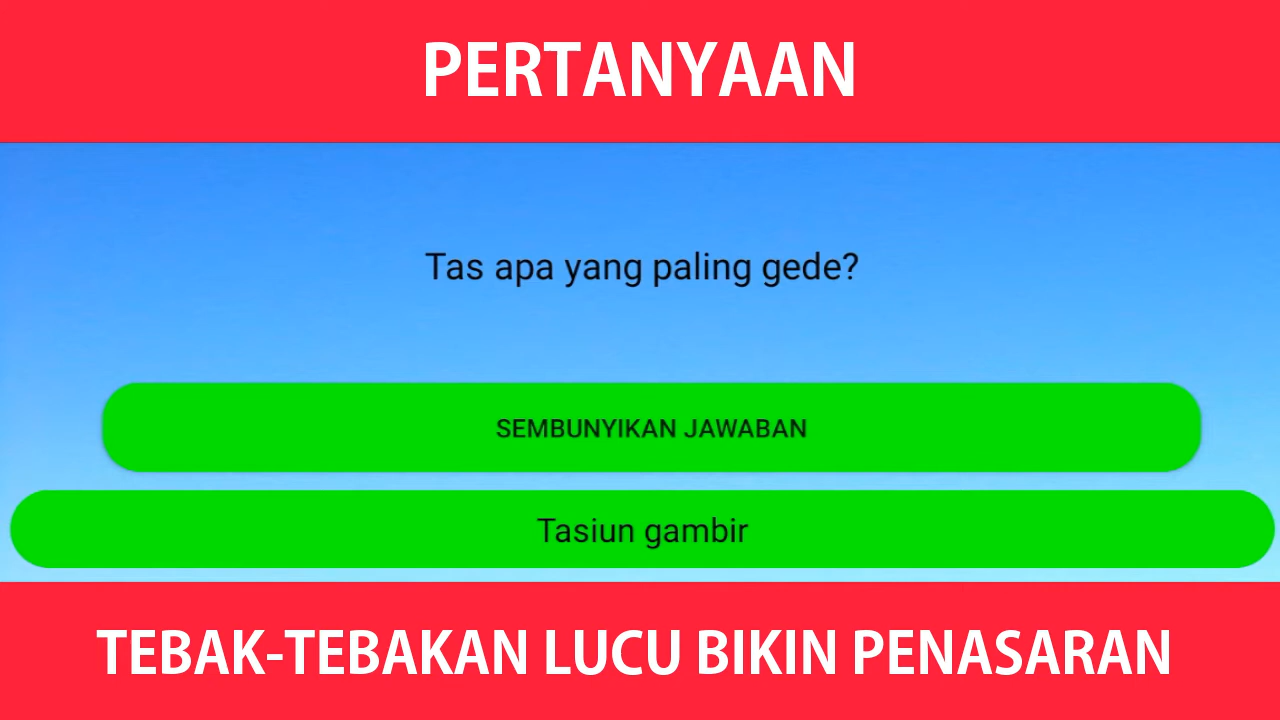 PERTANYAAN
Tas apa yang paling gede?
SEMBUNYIKAN JAWABAN
Tasiun gambir
TEBAK-TEBAKAN LUCU BIKIN PENASARAN